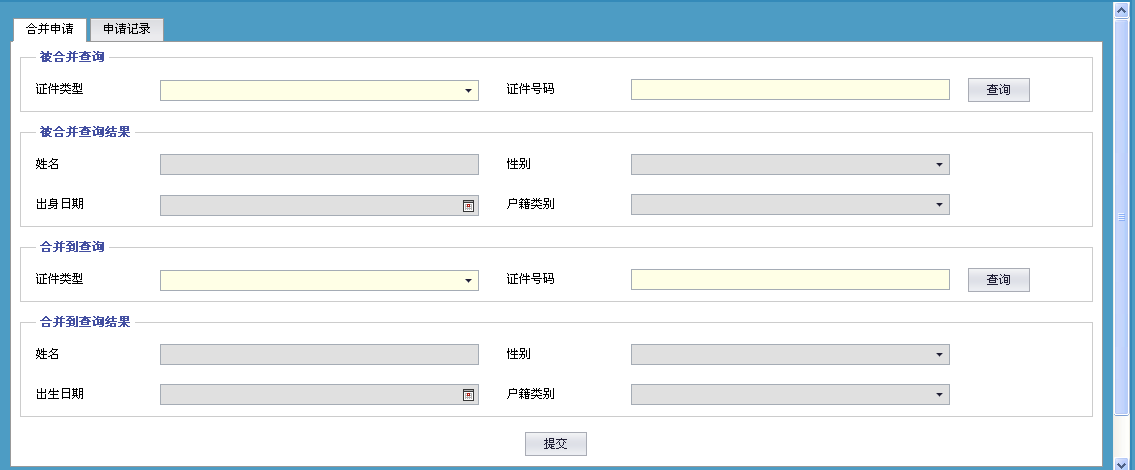 合并申请 申请记录
被合并查询
证件类型 证件号码 查询
被合并查询结果
姓名 性别
出身日期 户籍类别
合并到查询
证件类型 证件号码 查询
合并到查询结果
姓名 性别
出生日期 户籍类别
提交